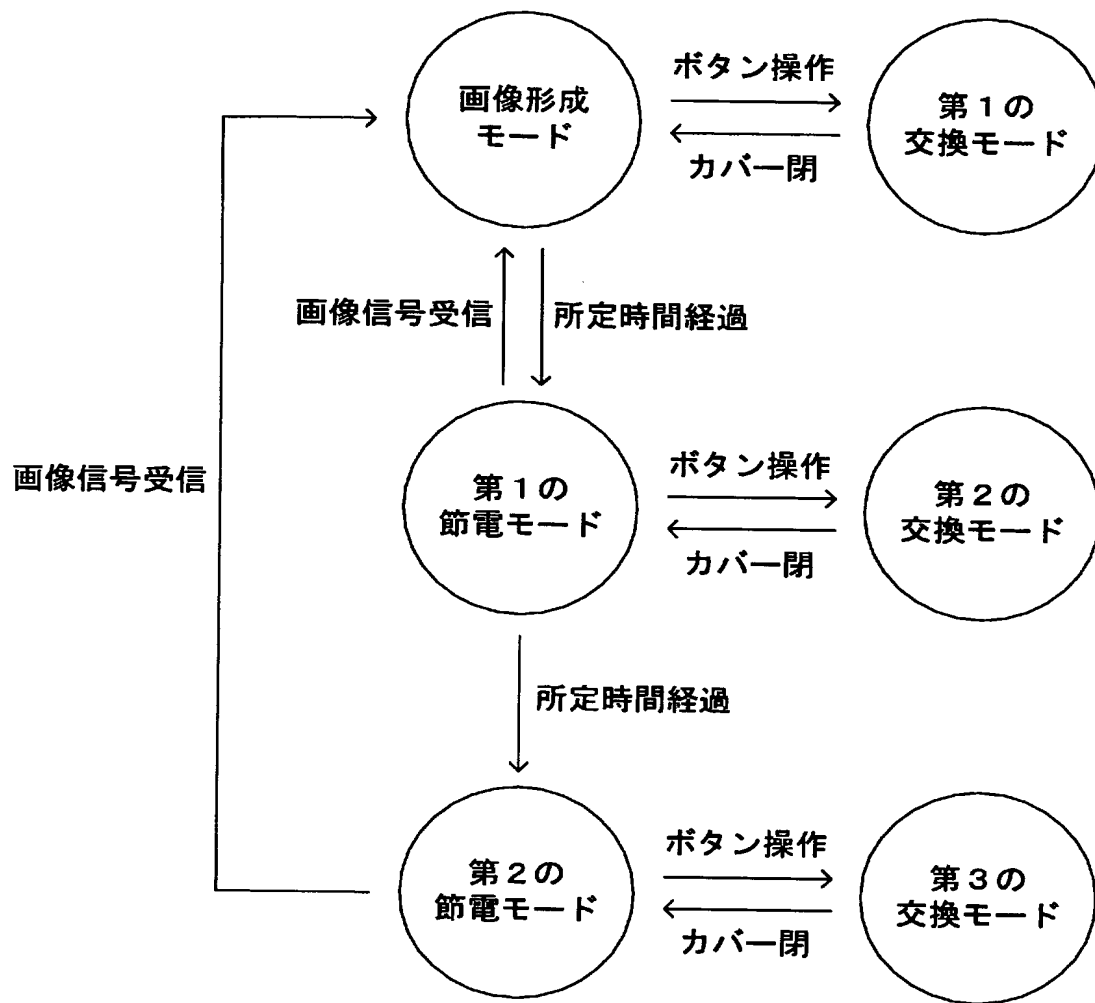 ボタン操作
画像形成
モード
第1の
交換モード
カバー閉
画像信号受信
所定時間経過
画像信号受信
ボタン操作
第1の
節電モード
第2の
交換モード
カバー閉
所定時間経過
ボタン操作
第2の
節電モード
第3の
交換モード
カバー閉